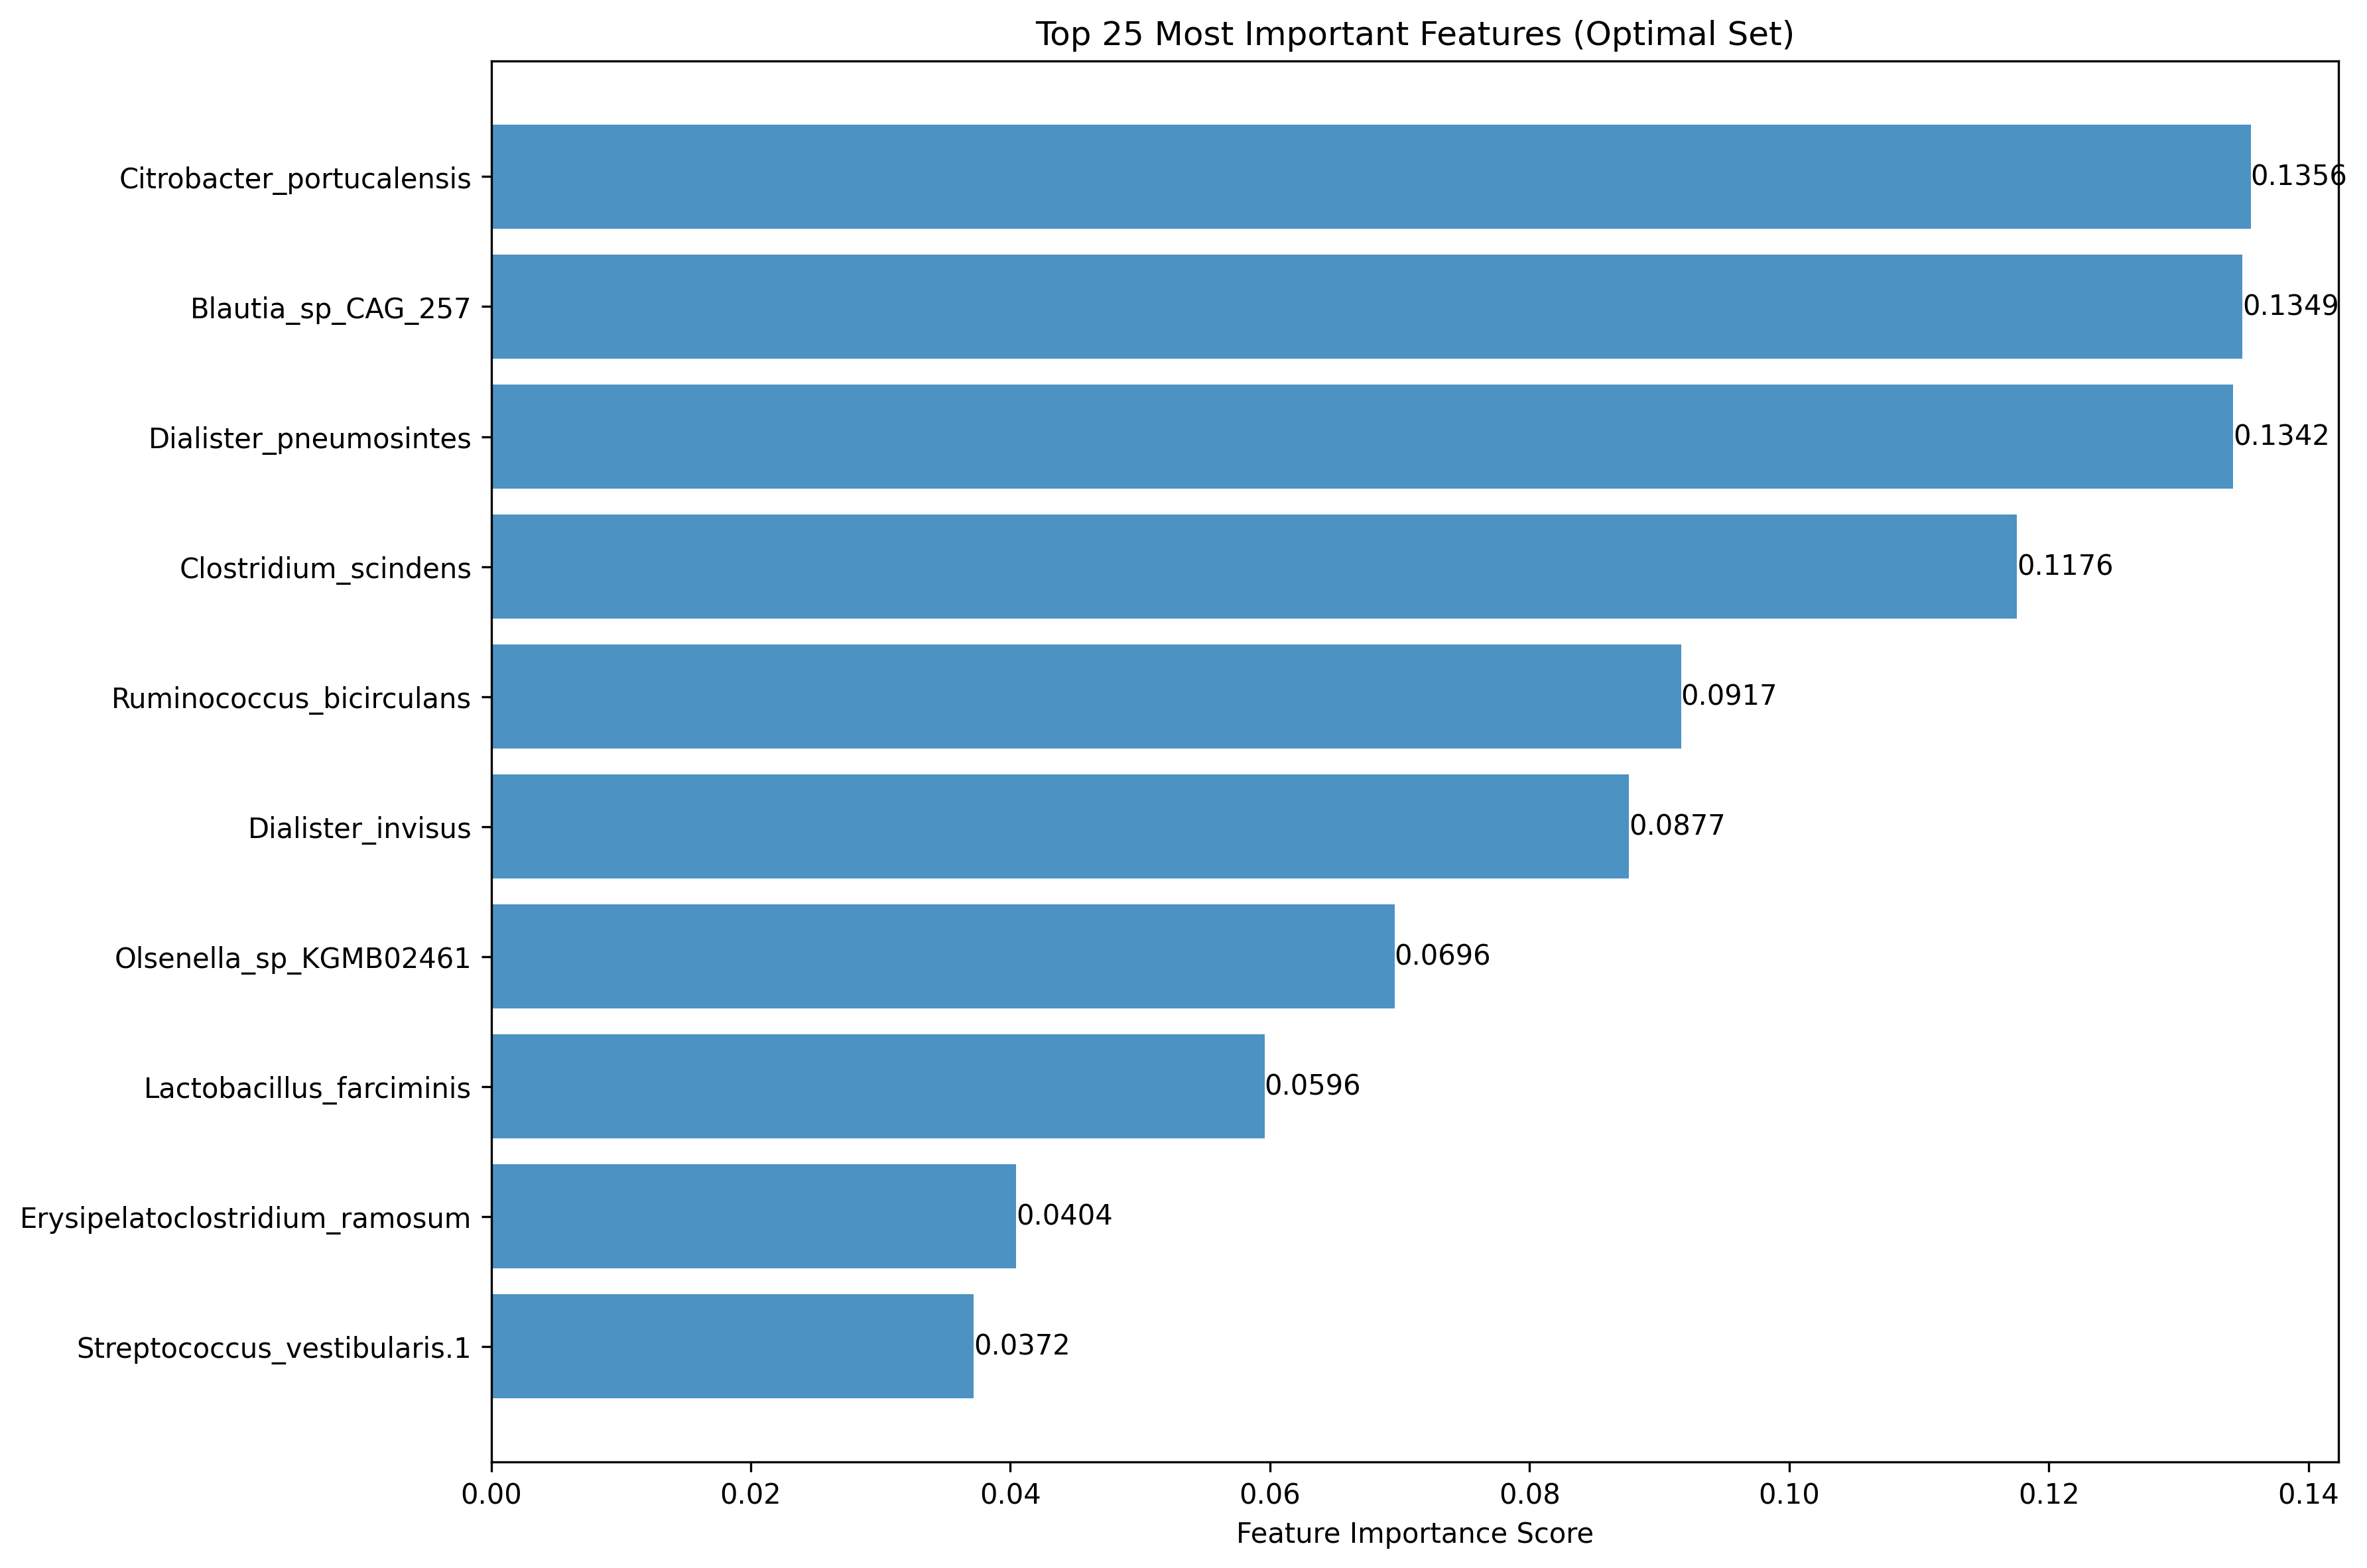 Top 25 Most Important Features (Optimal Set)
Citrobacter_portucalensis 0.1356
Blautia_sp_CAG_257 0.1349
Dialister_pneumosintes 0.1342
Clostridium_scindens 0.1176
Ruminococcus_bicirculans 0.0917
Dialister_invisus 0.0877
Olsenella_sp_KGMB02461 0.0696
Lactobacillus_farciminis 0.0596
Erysipelatoclostridium_ramosum 0.0404
Streptococcus_vestibularis.1 0.0372
0.00 0.02 0.04 0.06 0.08 0.10 0.12 0.14
Feature Importance Score